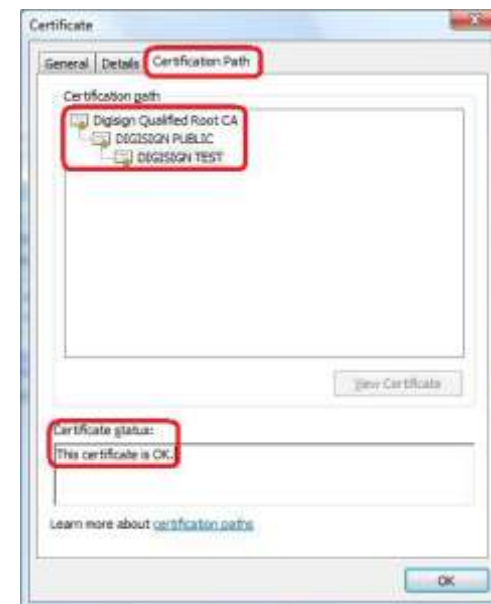 Certificate
General Details Certification Path
Certification path
Digisign Qualified Root CA
DIGISIGN PUBLIC
DIGISIGN TEST
View Certificate
Certificate status:
This certificate is OK.
Learn more about certification paths
OK